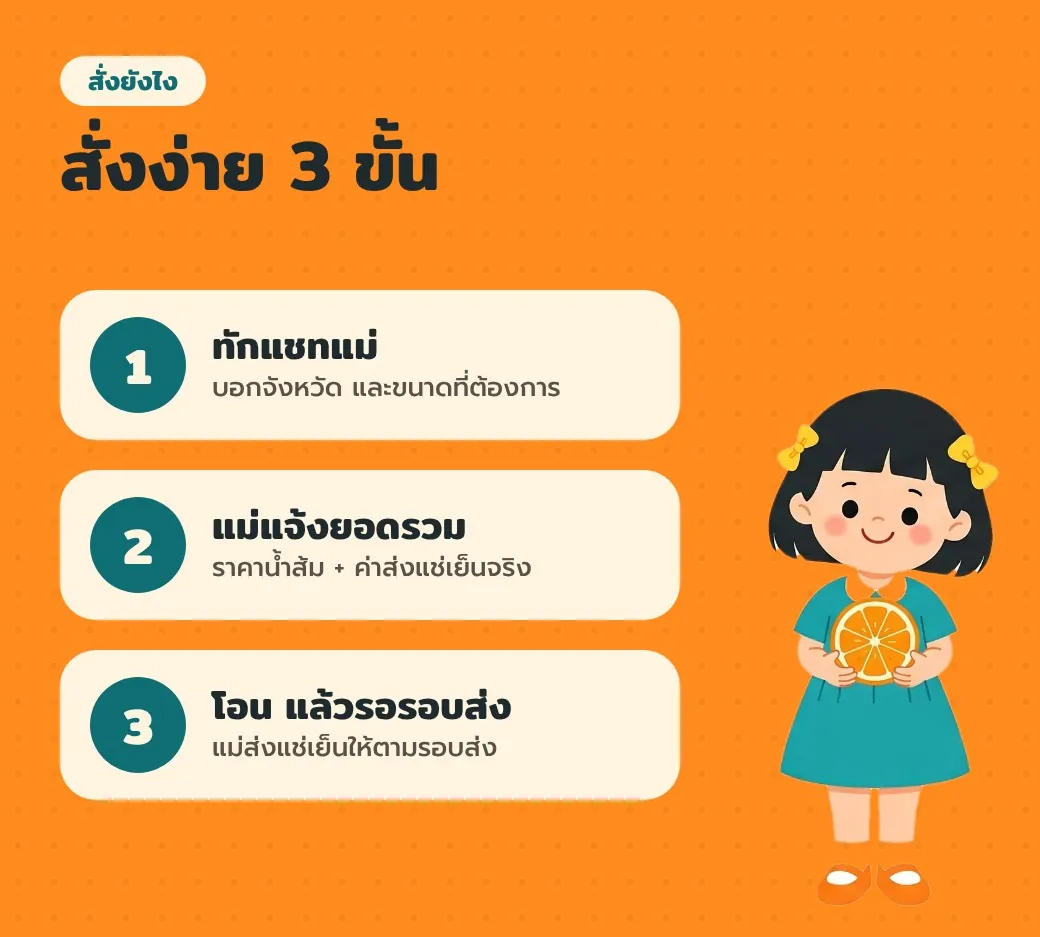 สั่งยังไง
สั่งง่าย 3 ขั้น
1
ทักแชทแม่
บอกจังหวัด และขนาดที่ต้องการ
2
แม่แจ้งยอดรวม
ราคาน้ำส้ม + ค่าส่งแช่เย็นจริง
3
โอน แล้วรอรอบส่ง
แม่ส่งแช่เย็นให้ตามรอบส่ง